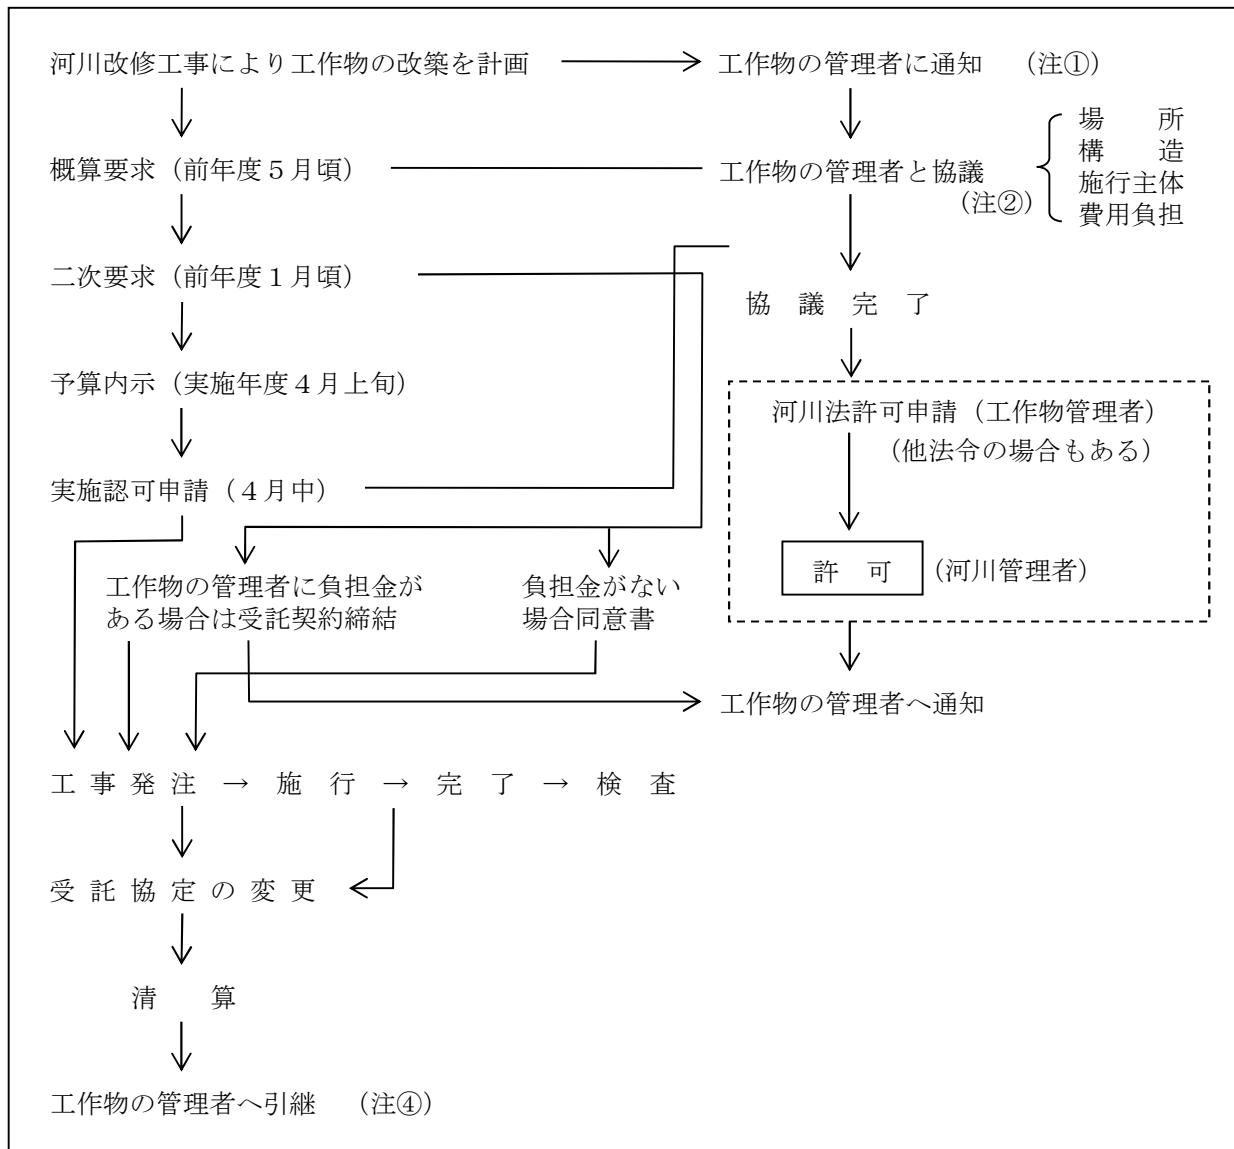 河川改修工事により工作物の改築を計画 工作物の管理者に通知 （注①）
概算要求（前年度５月頃） 工作物の管理者と協議
（注②）
場　所
構　造
施行主体
費用負担
二次要求（前年度１月頃）
協　議　完　了
予算内示（実施年度４月上旬）
河川法許可申請（工作物管理者）
（他法令の場合もある）
実施認可申請（４月中）
許　可 （河川管理者）
工作物の管理者に負担金が
ある場合は受託契約締結
負担金がない
場合同意書
工作物の管理者へ通知
工 事 発 注 → 施 行 → 完 了 → 検 査
受 託 協 定 の 変 更
清　算
工作物の管理者へ引継 （注④）